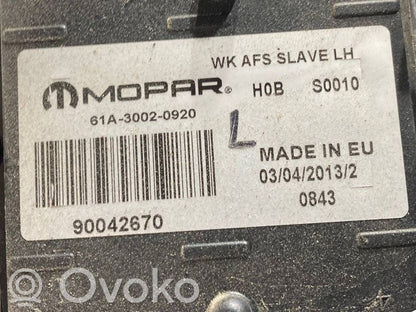 WK AFS SLAVE LH
MOPAR® H0B S0010
61A-3002-0920
L
MADE IN EU
03/04/2013/2
0843
90042670
Ovoko